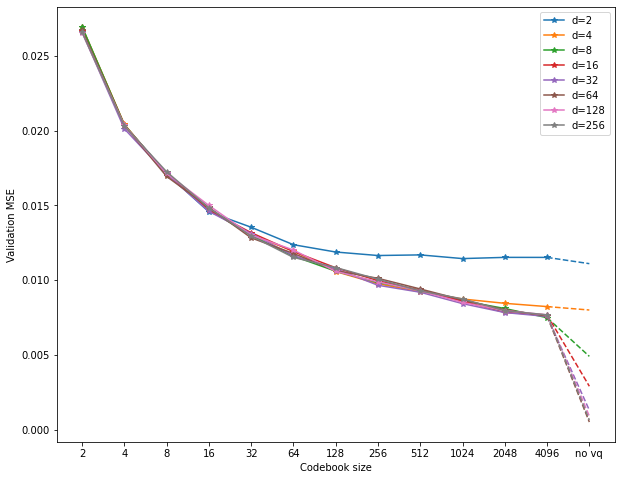 d=2
d=4
d=8
d=16
d=32
d=64
d=128
d=256
0.025
0.020
0.015
0.010
0.005
0.000
Validation MSE
2 4 8 16 32 64 128 256 512 1024 2048 4096 no vq
Codebook size